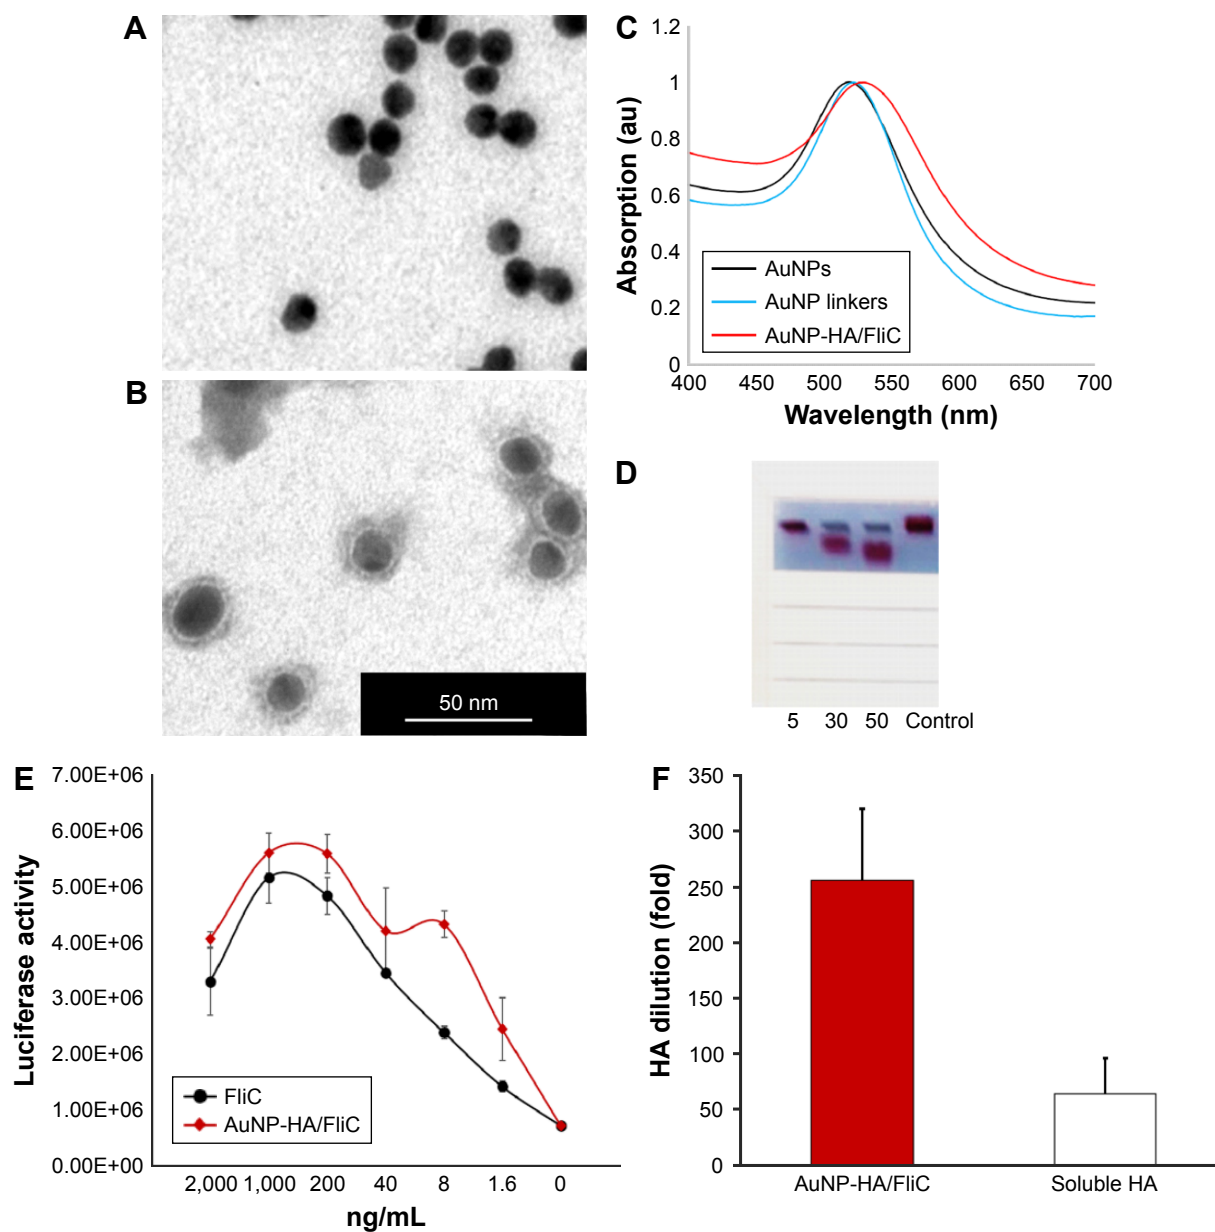 A
B
50 nm
C
Absorption (au)
1.2
1
0.8
0.6
0.4
0.2
0
AuNPs
AuNP linkers
AuNP-HA/FliC
400 450 500 550 600 650 700
Wavelength (nm)
D
5 30 50 Control
E
Luciferase activity
7.00E+06
6.00E+06
5.00E+06
4.00E+06
3.00E+06
2.00E+06
1.00E+06
0.00E+00
FliC
AuNP-HA/FliC
2,000 1,000 200 40 8 1.6 0
ng/mL
F
HA dilution (fold)
350
300
250
200
150
100
50
0
AuNP-HA/FliC Soluble HA